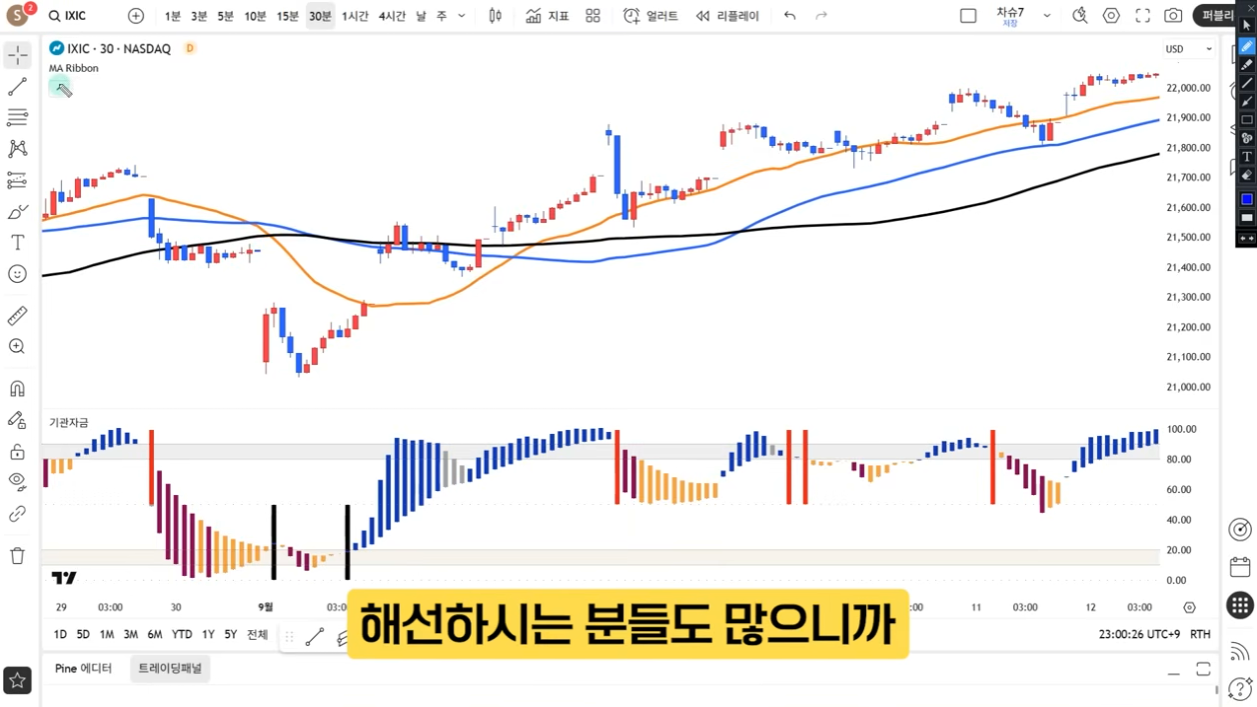 S 2 IXIC 1분 3분 5분 10분 15분 30분 1시간 4시간 날 주 지표 얼러트 리플레이 차슈7 퍼블리
저장
IXIC · 30 · NASDAQ D
USD
MA Ribbon
22,000.00
21,900.00
21,800.00
21,700.00
21,600.00
21,500.00
21,400.00
21,300.00
21,200.00
21,100.00
21,000.00
기관자금
100.00
80.00
60.00
40.00
20.00
0.00
29 03:00 30 9월 03:0 :00 11 03:00 12 03:00
해선하시는 분들도 많으니까
1D 5D 1M 3M 6M YTD 1Y 5Y 전체 23:00:26 UTC+9 RTH
Pine 에디터 트레이딩패널